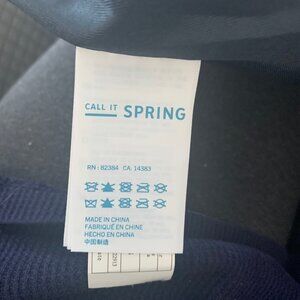 CALL IT SPRING
RN: 82384 CA. 14383
MADE IN CHINA
FABRIQUÉ EN CHINE
HECHO EN CHINA
中国制造